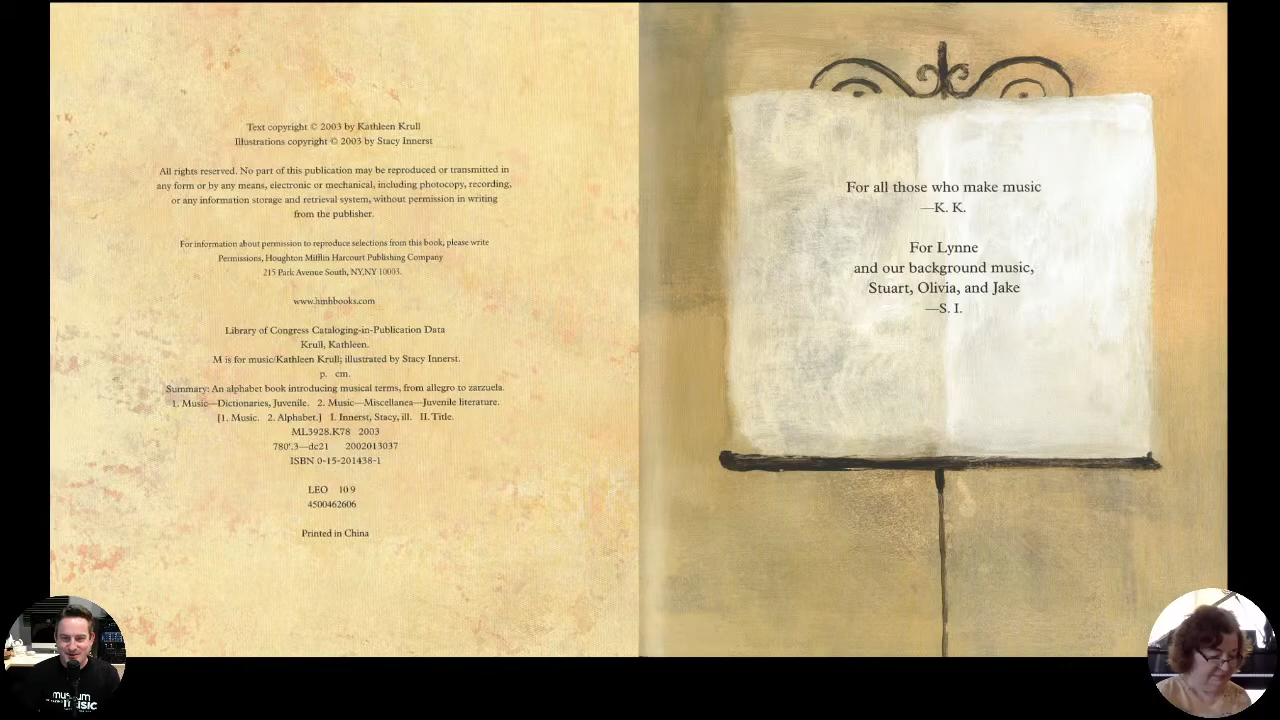 Text copyright © 2003 by Kathleen Krull
Illustrations copyright © 2003 by Stacy Innerst
All rights reserved. No part of this publication may be reproduced or transmitted in
any form or by any means, electronic or mechanical, including photocopy, recording,
or any information storage and retrieval system, without permission in writing
from the publisher.
For information about permission to reproduce selections from this book, please write
Permissions, Houghton Mifflin Harcourt Publishing Company
215 Park Avenue South, NY, NY 10003.
www.hmhbooks.com
Library of Congress Cataloging-in-Publication Data
Krull, Kathleen.
M is for music/Kathleen Krull; illustrated by Stacy Innerst.
p. cm.
Summary: An alphabet book introducing musical terms, from allegro to zarzuela.
1. Music—Dictionaries, Juvenile. 2. Music—Miscellanea—Juvenile literature.
[1. Music. 2. Alphabet.] I. Innerst, Stacy, ill. II. Title.
ML3928.K78 2003
780'.3—dc21 2002013037
ISBN 0-15-201438-1
LEO 10 9
4500462606
Printed in China
For all those who make music
—K. K.
For Lynne
and our background music,
Stuart, Olivia, and Jake
—S. I.
museum
music